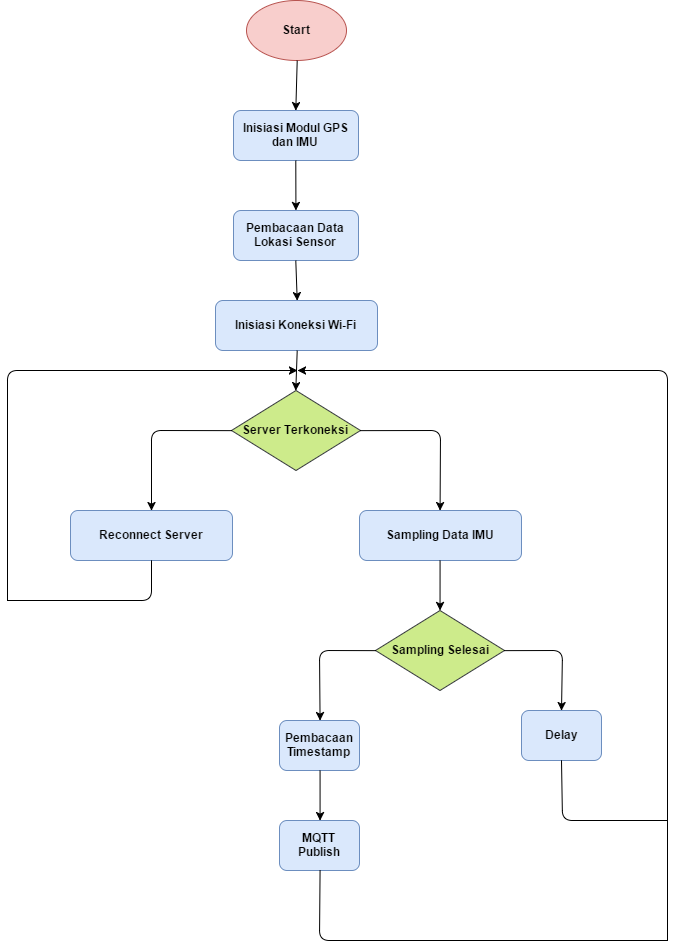 Start
Inisiasi Modul GPS
dan IMU
Pembacaan Data
Lokasi Sensor
Inisiasi Koneksi Wi-Fi
Server Terkoneksi
Reconnect Server
Sampling Data IMU
Sampling Selesai
Pembacaan
Timestamp
Delay
MQTT
Publish